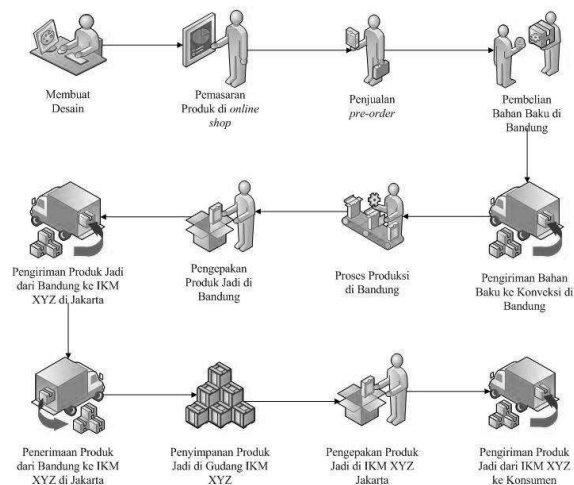 Membuat
Desain
Pemasaran
Produk di online
shop
Penjualan
pre-order
Pembelian
Bahan Baku di
Bandung
Pengiriman Produk Jadi
dari Bandung ke IKM
XYZ di Jakarta
Pengepakan
Produk Jadi di
Bandung
Proses Produksi
di Bandung
Pengiriman Bahan
Baku ke Konveksi di
Bandung
Penerimaan Produk
dari Bandung ke IKM
XYZ di Jakarta
Penyimpanan Produk
Jadi di Gudang IKM
XYZ
Pengepakan Produk
Jadi di IKM XYZ
Jakarta
Pengiriman Produk
Jadi dari IKM XYZ
ke Konsumen